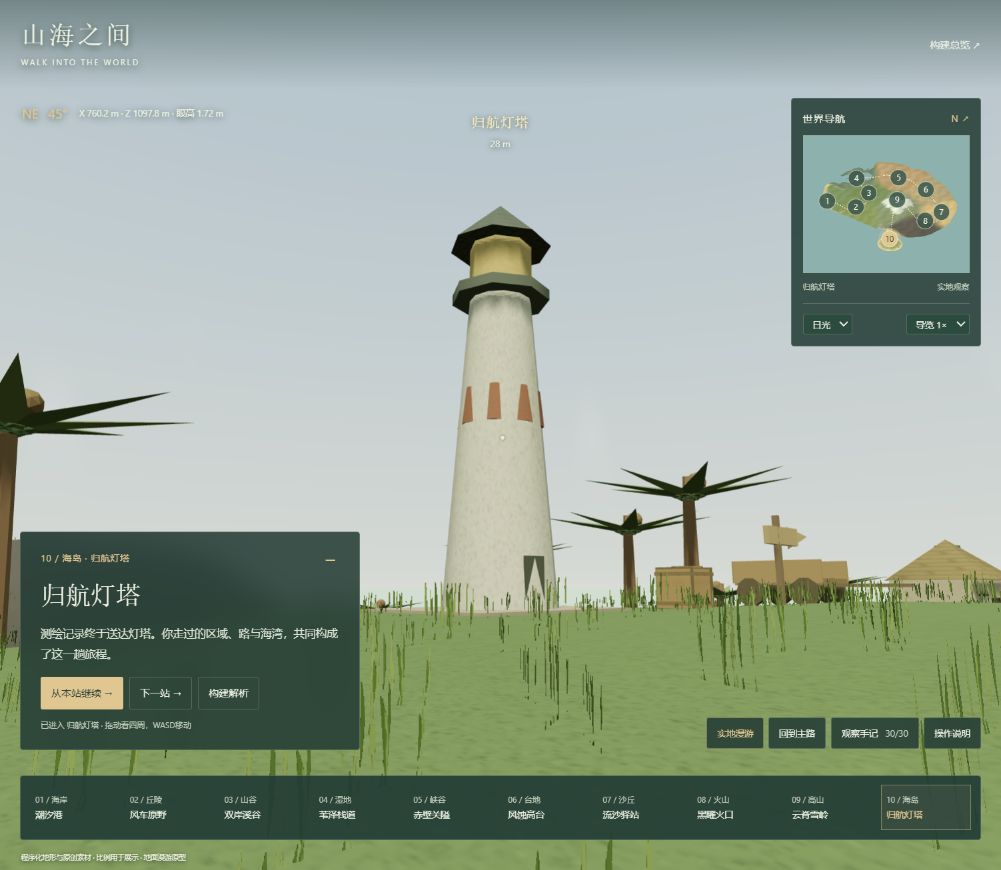 山海之间
WALK INTO THE WORLD
构建总览 ↗
NE 45° X 760.2 m · Z 1097.8 m · 眼高 1.72 m
归航灯塔
28 m
世界导航 N ↗
4 5 6 3 1 2 9 7 8 10
归航灯塔 实地观察
日光 导览 1×
10 / 海岛 · 归航灯塔
归航灯塔
测绘记录终于送达灯塔。你走过的区域、路与海湾，共同构成
了这一趟旅程。
从本站继续 → 下一站 → 构建解析
已进入 归航灯塔 · 拖动看四周，WASD移动
实地漫游 回到主路 观察手记 30/30 操作说明
01 / 海岸 02 / 丘陵 03 / 山谷 04 / 湿地 05 / 峡谷 06 / 台地 07 / 沙丘 08 / 火山 09 / 高山 10 / 海岛
潮汐港 风车原野 双岸溪谷 苇泽栈道 赤壁关隘 风蚀高台 流沙驿站 黑曜火口 云脊雪岭 归航灯塔
程序化地形与原创素材 · 比例用于展示 · 地面漫游原型